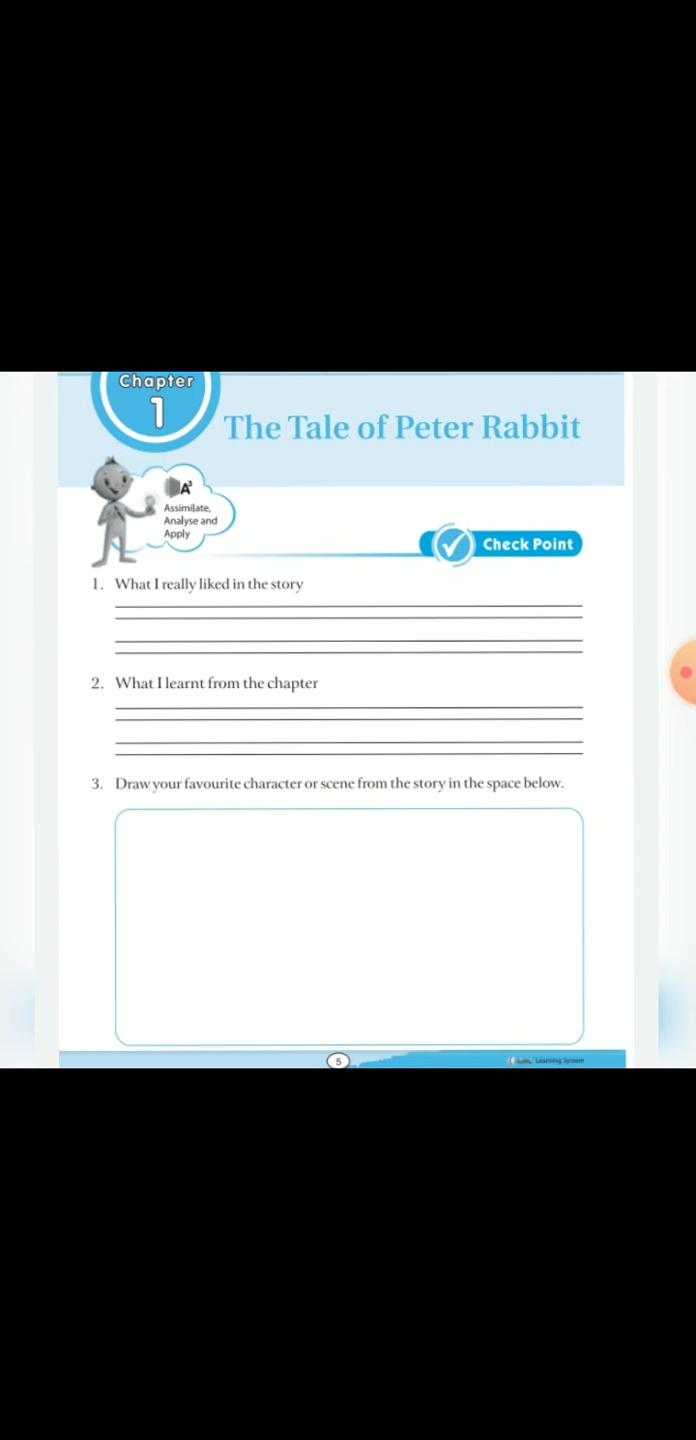 Chapter
1
The Tale of Peter Rabbit
A³
Assimilate,
Analyse and
Apply
Check Point
1. What I really liked in the story
2. What I learnt from the chapter
3. Draw your favourite character or scene from the story in the space below.
5
Learning System